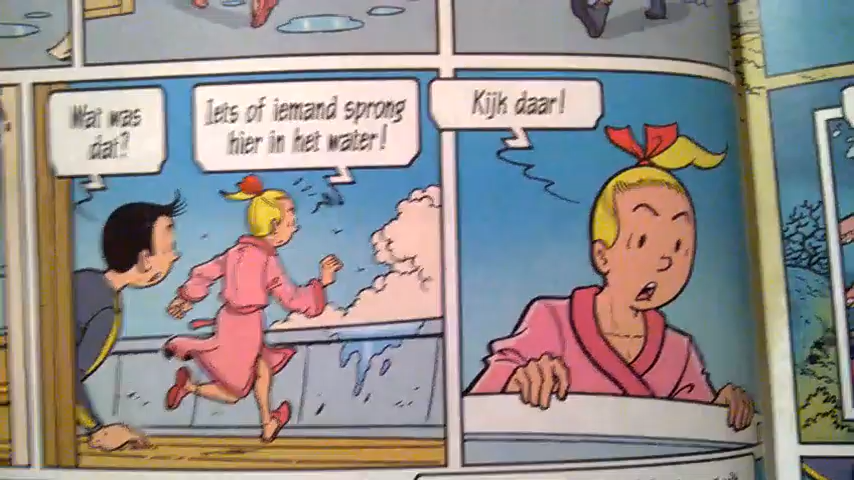 Wat was
dat?
Iets of iemand sprong
hier in het water!
Kijk daar!